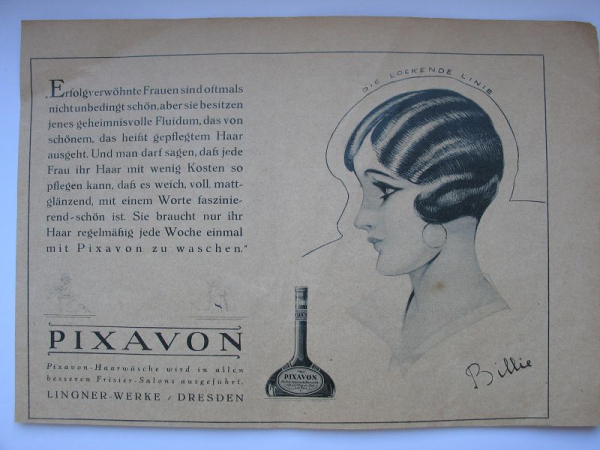 „Erfolgverwöhnte Frauen sind oftmals
nicht unbedingt schön, aber sie besitzen
jenes geheimnisvolle Fluidum, das von
schönem, das heißt gepflegtem Haar
ausgeht. Und man darf sagen, daß jede
Frau ihr Haar mit wenig Kosten so
pflegen kann, daß es weich, voll, matt-
glänzend, mit einem Worte faszinie-
rend-schön ist. Sie braucht nur ihr
Haar regelmäßig jede Woche einmal
mit Pixavon zu waschen.“
PIXAVON
Pixavon-Haarwäsche wird in allen
besseren Frisier-Salons ausgeführt.
LINGNER-WERKE / DRESDEN
DIE LOCKENDE LINIE
PIXAVON
Billie